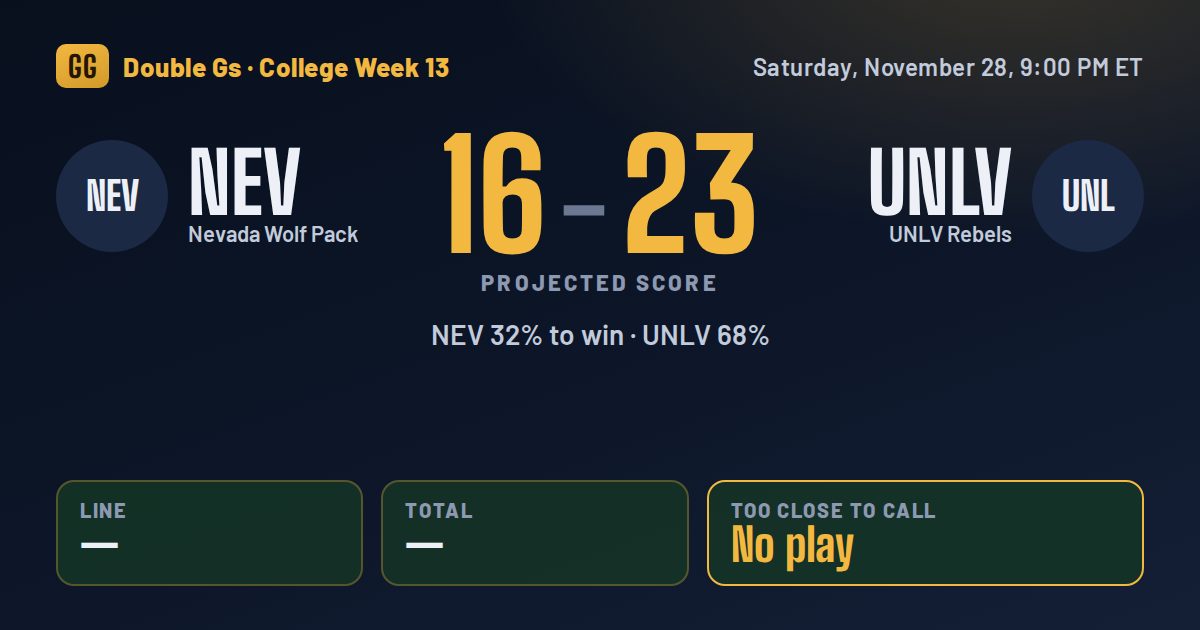 GG Double Gs · College Week 13
Saturday, November 28, 9:00 PM ET
NEV
NEV
Nevada Wolf Pack
16 – 23
PROJECTED SCORE
NEV 32% to win · UNLV 68%
UNLV
UNLV Rebels
UNL
LINE
—
TOTAL
—
TOO CLOSE TO CALL
No play